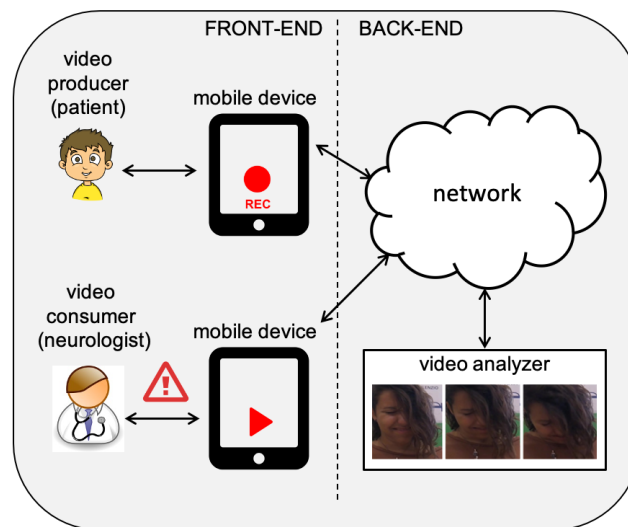 FRONT-END
BACK-END
video
producer
(patient)
mobile device
REC
network
video
consumer
(neurologist)
mobile device
video analyzer